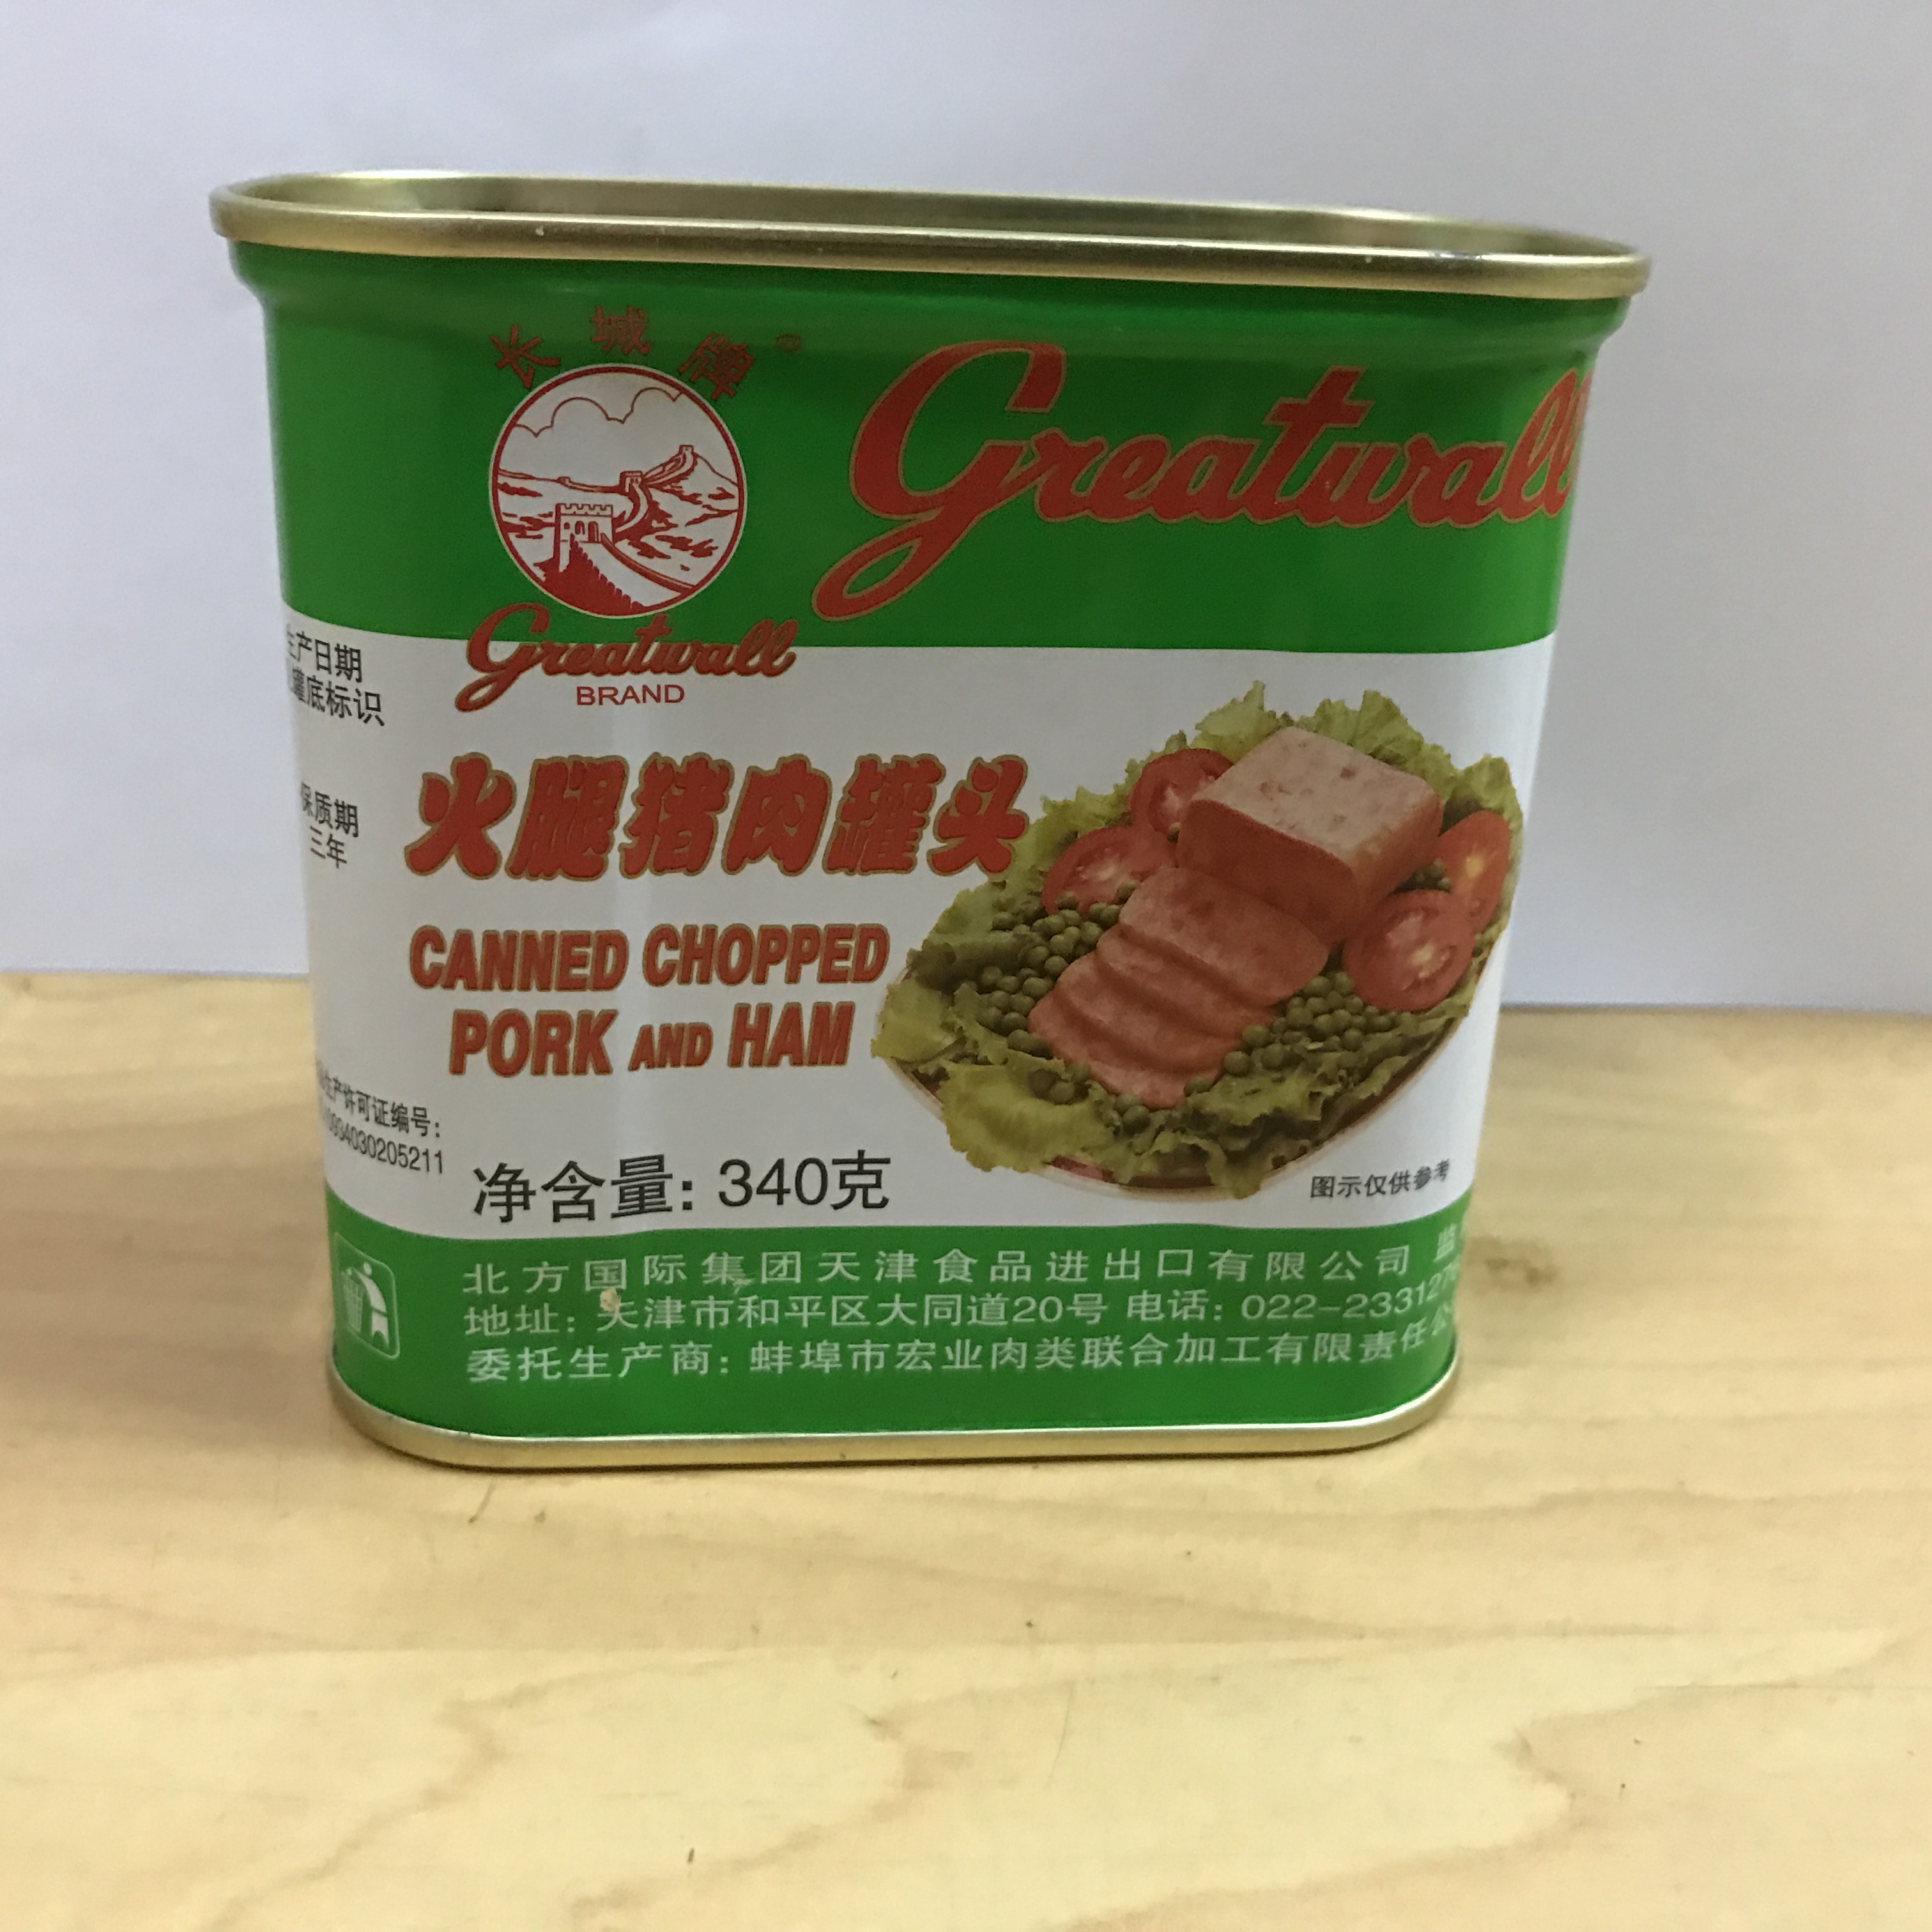 长城牌
Greatwall
Greatwall
BRAND
生产日期
罐底标识
保质期
三年
火腿猪肉罐头
CANNED CHOPPED
PORK AND HAM
生产许可证编号:
0904030205211
净含量: 340克
图示仅供参考
北方国际集团天津食品进出口有限公司 监
地址: 天津市和平区大同道20号 电话: 022-233127
委托生产商: 蚌埠市宏业肉类联合加工有限责任公